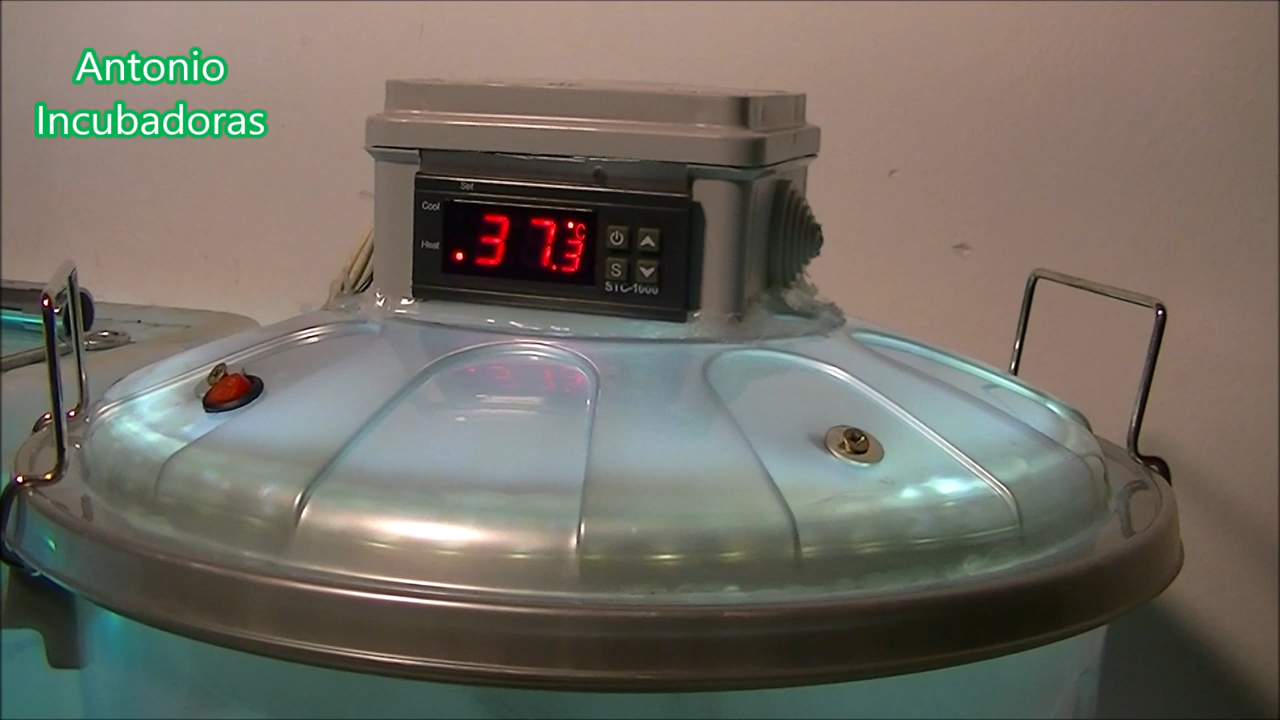 Antonio
Incubadoras
Set
Cool
Heat
37.3
°C
S
STC-1000